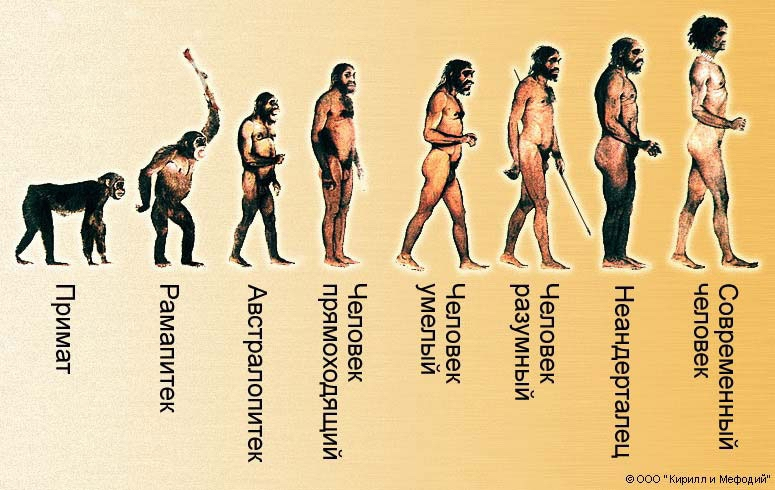 Примат
Рамапитек
Австралопитек
Человек
прямоходящий
Человек
умелый
Человек
разумный
Неандерталец
Современный
человек
© ООО "Кирилл и Мефодий"